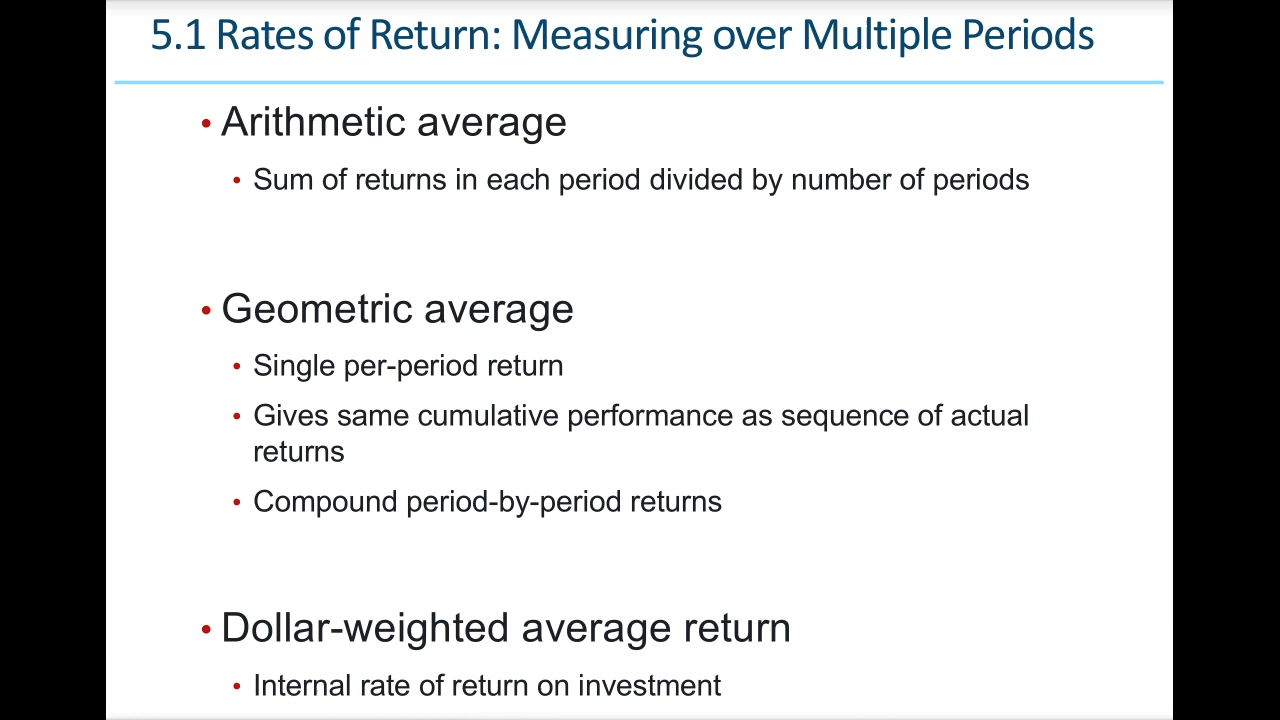 5.1 Rates of Return: Measuring over Multiple Periods
• Arithmetic average
• Sum of returns in each period divided by number of periods
• Geometric average
• Single per-period return
• Gives same cumulative performance as sequence of actual
returns
• Compound period-by-period returns
• Dollar-weighted average return
• Internal rate of return on investment